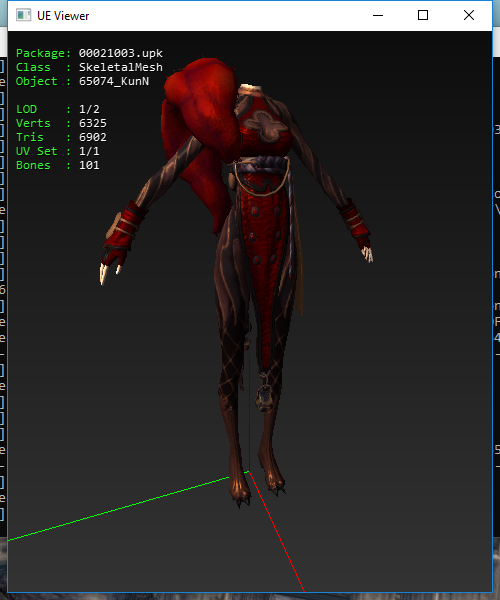 UE Viewer
Package: 00021003.upk
Class : SkeletalMesh
Object : 65074_KunN
LOD : 1/2
Verts : 6325
Tris : 6902
UV Set : 1/1
Bones : 101